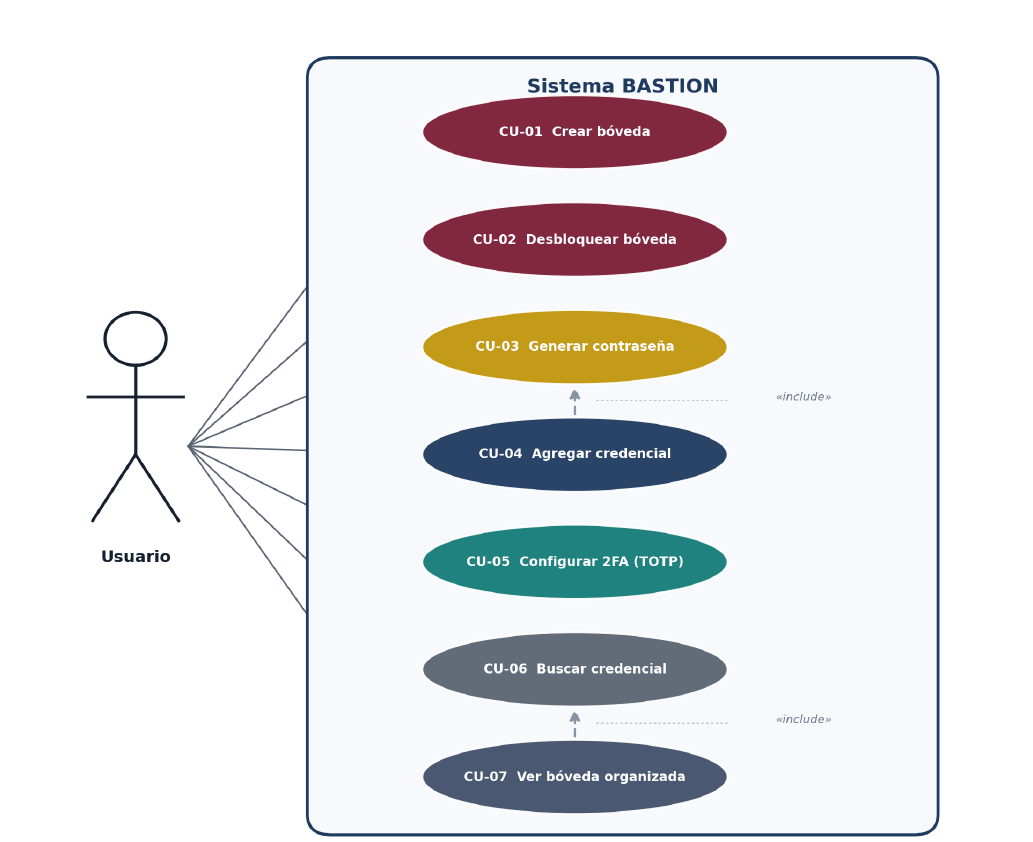 Sistema BASTION
CU-01  Crear bóveda
CU-02  Desbloquear bóveda
CU-03  Generar contraseña
«include»
CU-04  Agregar credencial
CU-05  Configurar 2FA (TOTP)
Usuario
CU-06  Buscar credencial
«include»
CU-07  Ver bóveda organizada